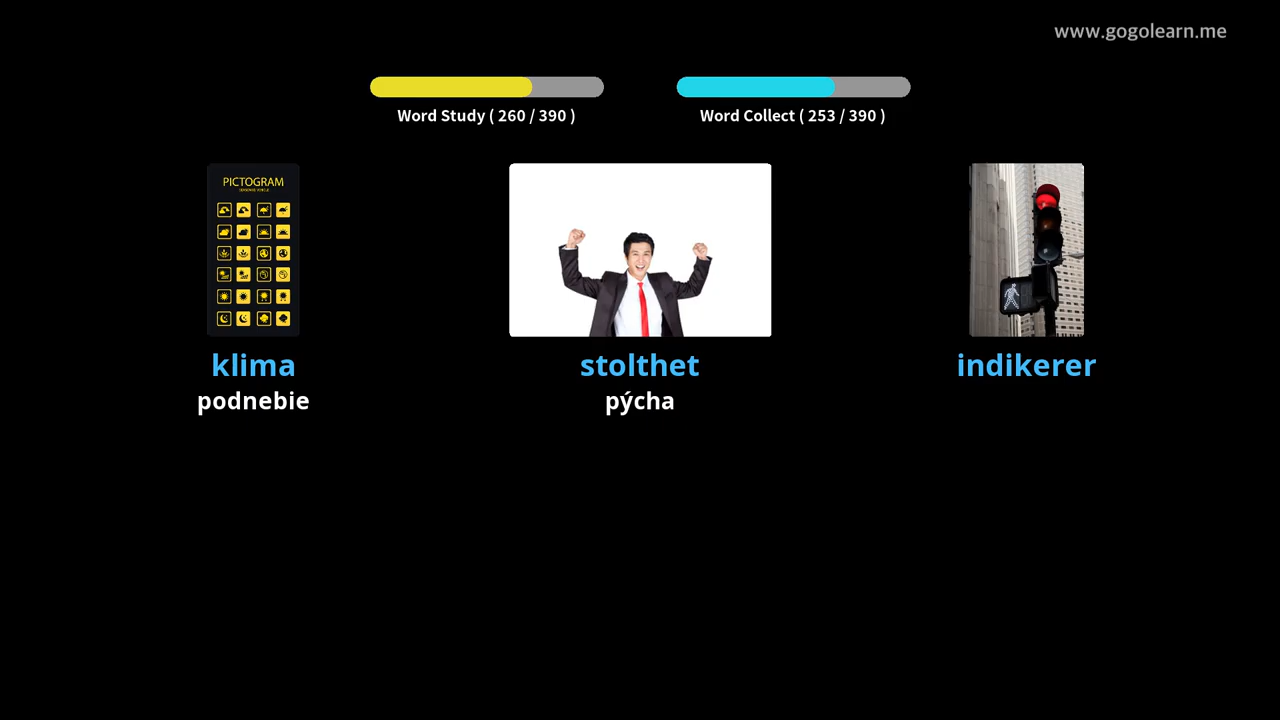 www.gogolearn.me
Word Study ( 260 / 390 )
Word Collect ( 253 / 390 )
PICTOGRAM
klima
podnebie
stolthet
pýcha
indikerer